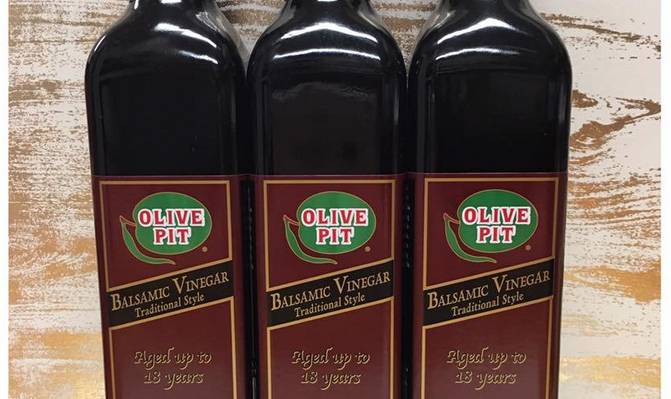 OLIVE
PIT
®
BALSAMIC VINEGAR
Traditional Style
Aged up to
18 years
OLIVE
PIT
®
BALSAMIC VINEGAR
Traditional Style
Aged up to
18 years
OLIVE
PIT
®
BALSAMIC VINEGAR
Traditional Style
Aged up to
18 years